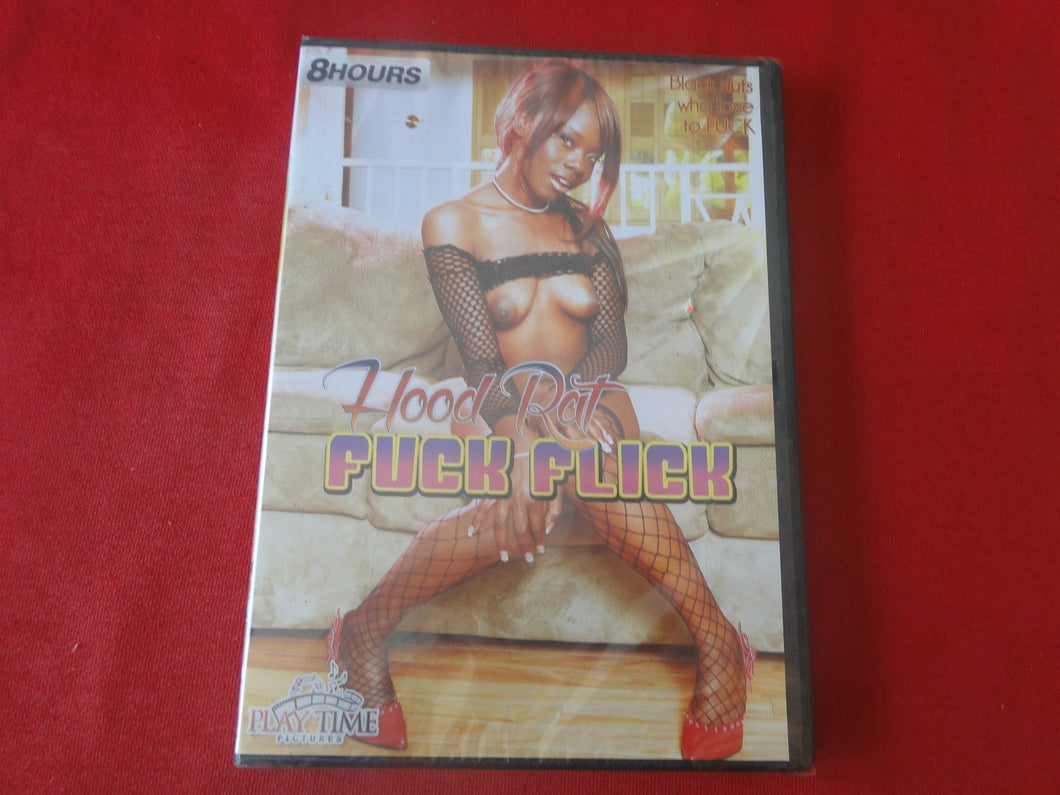 8HOURS
Black sluts
who love
to FUCK
Hood Rat
FUCK FLICK
PLAY TIME
PICTURES